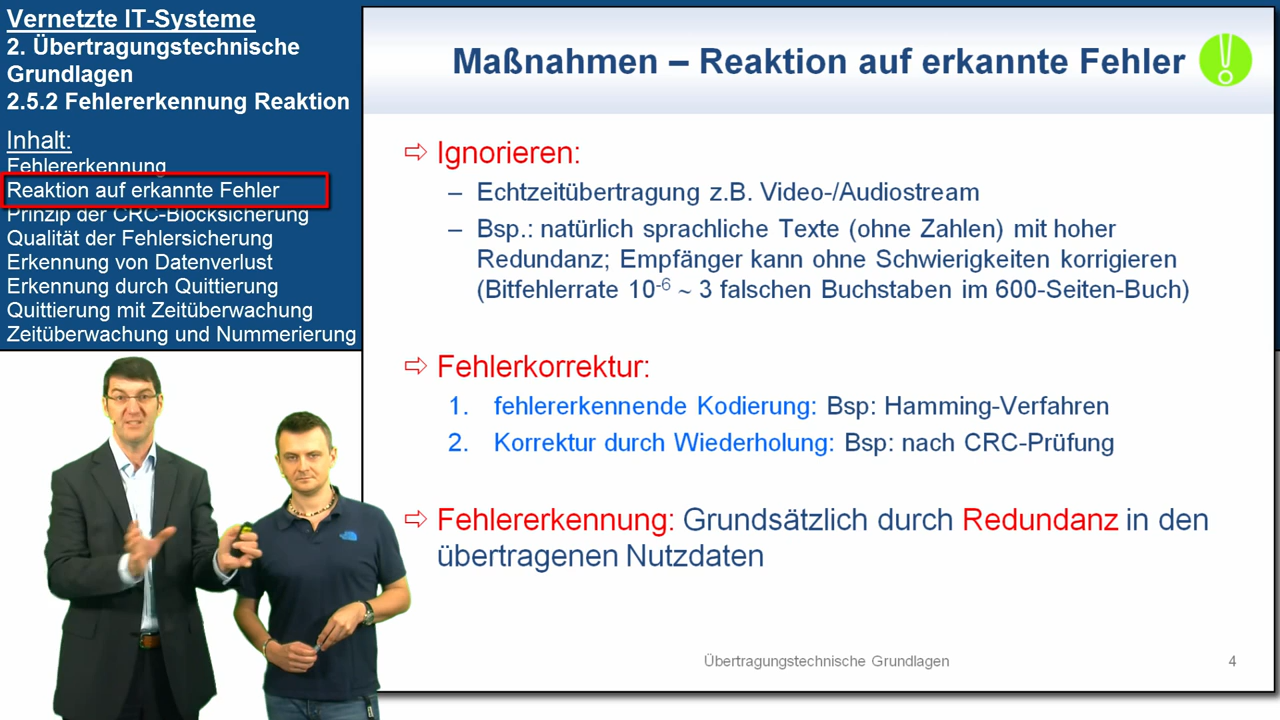 Vernetzte IT-Systeme
2. Übertragungstechnische
Grundlagen
2.5.2 Fehlererkennung Reaktion
Inhalt:
Fehlererkennung
Reaktion auf erkannte Fehler
Prinzip der CRC-Blocksicherung
Qualität der Fehlersicherung
Erkennung von Datenverlust
Erkennung durch Quittierung
Quittierung mit Zeitüberwachung
Zeitüberwachung und Nummerierung
Maßnahmen – Reaktion auf erkannte Fehler
⇨ Ignorieren:
– Echtzeitübertragung z.B. Video-/Audiostream
– Bsp.: natürlich sprachliche Texte (ohne Zahlen) mit hoher
Redundanz; Empfänger kann ohne Schwierigkeiten korrigieren
(Bitfehlerrate 10⁻⁶ ~ 3 falschen Buchstaben im 600-Seiten-Buch)
⇨ Fehlerkorrektur:
1. fehlererkennende Kodierung: Bsp: Hamming-Verfahren
2. Korrektur durch Wiederholung: Bsp: nach CRC-Prüfung
⇨ Fehlererkennung: Grundsätzlich durch Redundanz in den
übertragenen Nutzdaten
Übertragungstechnische Grundlagen
4